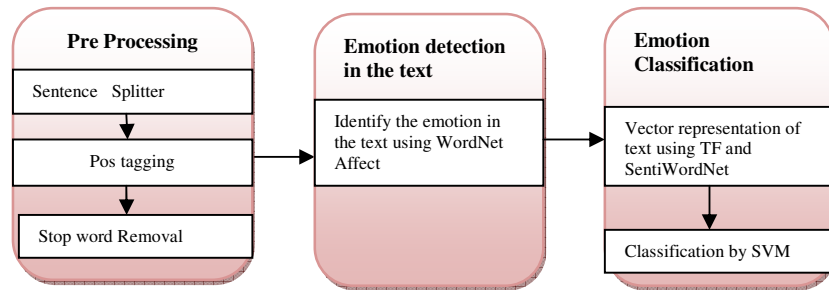 Pre Processing
Sentence Splitter
Pos tagging
Stop word Removal
Emotion detection
in the text
Identify the emotion in
the text using WordNet
Affect
Emotion
Classification
Vector representation of
text using TF and
SentiWordNet
Classification by SVM